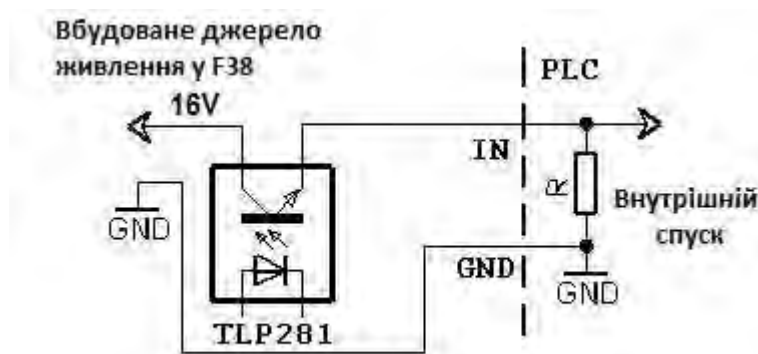 Вбудоване джерело
живлення у F38
16V
PLC
IN
R
Внутрішній
спуск
GND
GND
GND
TLP281